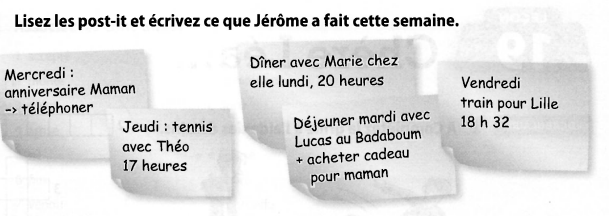 Lisez les post-it et écrivez ce que Jérôme a fait cette semaine.
Mercredi :
anniversaire Maman
-> téléphoner
Jeudi : tennis
avec Théo
17 heures
Dîner avec Marie chez
elle lundi, 20 heures
Déjeuner mardi avec
Lucas au Badaboum
+ acheter cadeau
pour maman
Vendredi
train pour Lille
18 h 32